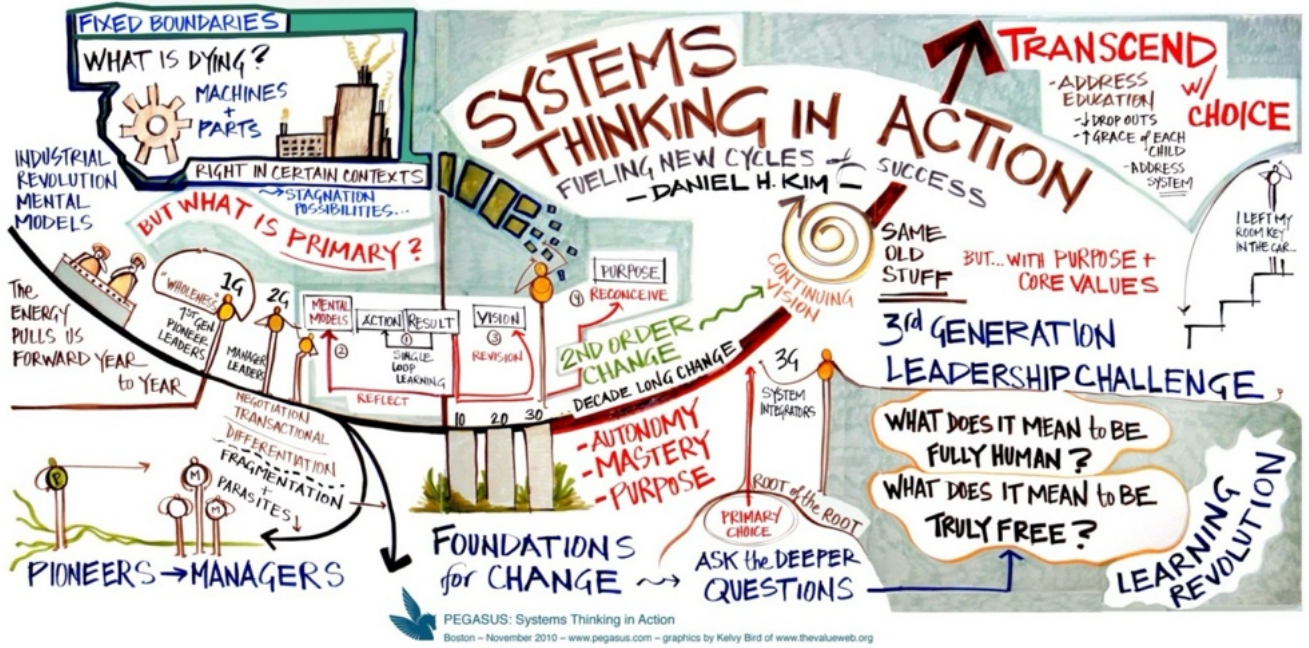 FIXED BOUNDARIES
WHAT IS DYING?
MACHINES
+
PARTS
RIGHT IN CERTAIN CONTEXTS
STAGNATION
POSSIBILITIES...
INDUSTRIAL
REVOLUTION
MENTAL
MODELS
BUT WHAT IS PRIMARY?
The
ENERGY
PULLS US
FORWARD YEAR
to YEAR
"WHOLENESS"
1G
1ST GEN
PIONEER
LEADERS
2G
MANAGER
LEADERS
MENTAL
MODELS
②
ACTION
RESULT
①
SINGLE
LOOP
LEARNING
REFLECT
VISION
③
REVISION
PURPOSE
④
RECONCEIVE
10 20 30
NEGOTIATION
TRANSACTIONAL
DIFFERENTIATION
FRAGMENTATION
+
PARASITES
P
M
M
PIONEERS → MANAGERS
SYSTEMS
THINKING IN ACTION
FUELING NEW CYCLES of SUCCESS
- DANIEL H. KIM -
TRANSCEND
w/
CHOICE
-ADDRESS
EDUCATION
-↓DROP OUTS
-↑GRACE of EACH
CHILD
-ADDRESS
SYSTEM
I LEFT MY
ROOM KEY
IN THE CAR...
CONTINUING
VISION
SAME
OLD
STUFF
BUT...WITH PURPOSE +
CORE VALUES
2ND ORDER
CHANGE
DECADE LONG CHANGE
-AUTONOMY
-MASTERY
-PURPOSE
3G
SYSTEM
INTEGRATORS
3rd GENERATION
LEADERSHIP CHALLENGE
WHAT DOES IT MEAN to BE
FULLY HUMAN?
WHAT DOES IT MEAN to BE
TRULY FREE?
LEARNING
REVOLUTION
ROOT of the ROOT
PRIMARY
CHOICE
FOUNDATIONS
for CHANGE
ASK the DEEPER
QUESTIONS
PEGASUS: Systems Thinking in Action
Boston – November 2010 – www.pegasus.com – graphics by Kelvy Bird of www.thevalueweb.org